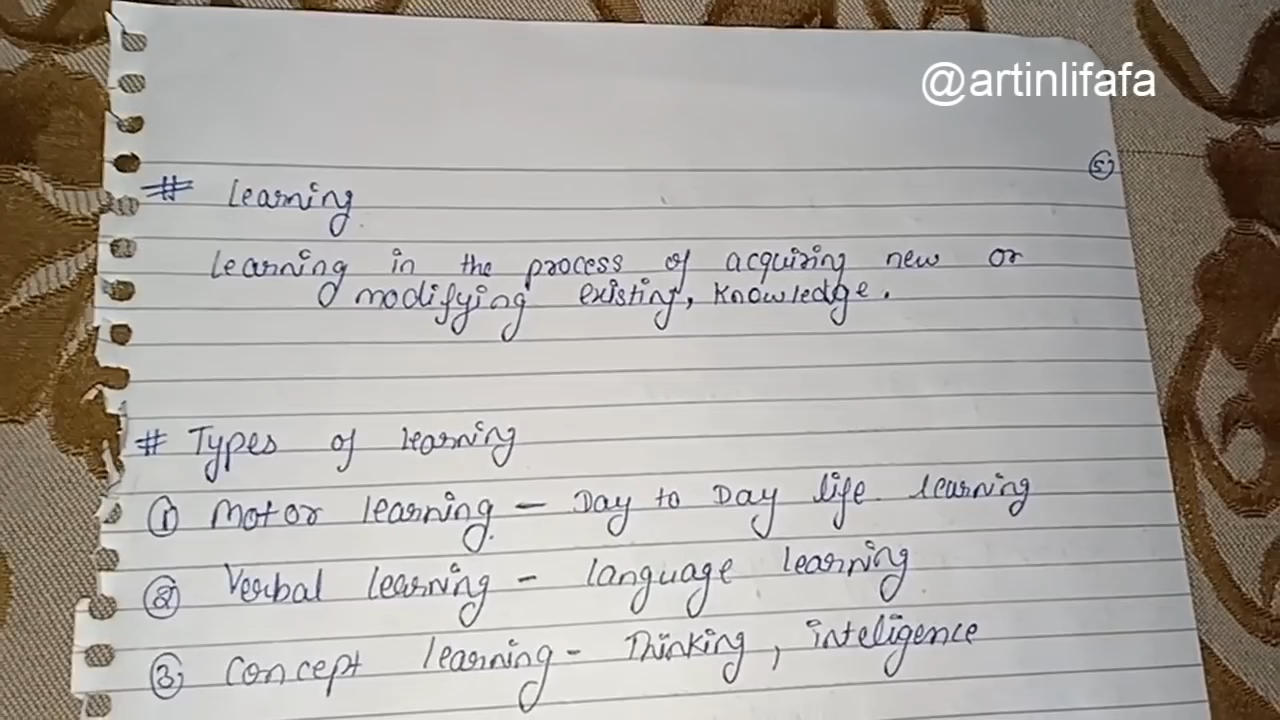 @artinlifafa
5
# Learning
Learning in the process of acquiring new or
modifying existing, knowledge.
# Types of learning
1 Motor learning - Day to Day life learning
2 Verbal learning - language learning
3 Concept learning - Thinking, inteligence